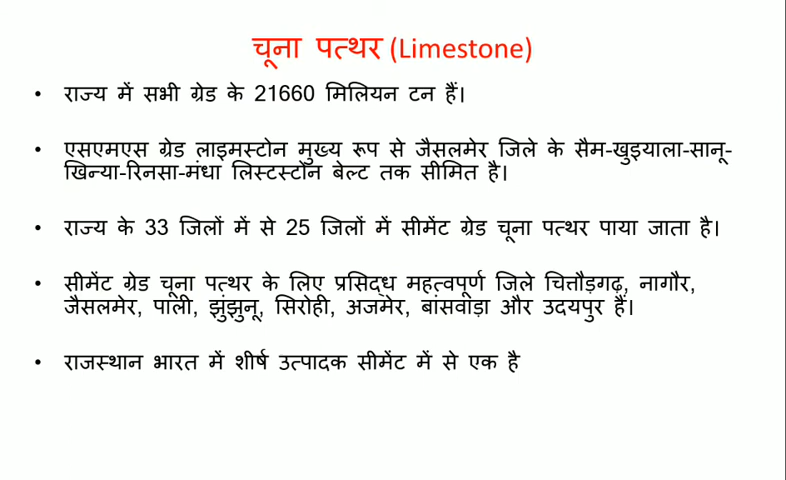 चूना पत्थर (Limestone)
• राज्य में सभी ग्रेड के 21660 मिलियन टन हैं।
• एसएमएस ग्रेड लाइमस्टोन मुख्य रूप से जैसलमेर जिले के सैम-खुइयाला-सानू-
खिन्या-रिनसा-मंधा लिस्टस्टोन बेल्ट तक सीमित है।
• राज्य के 33 जिलों में से 25 जिलों में सीमेंट ग्रेड चूना पत्थर पाया जाता है।
• सीमेंट ग्रेड चूना पत्थर के लिए प्रसिद्ध महत्वपूर्ण जिले चित्तौड़गढ़, नागौर,
जैसलमेर, पाली, झुंझुनू, सिरोही, अजमेर, बांसवाड़ा और उदयपुर हैं।
• राजस्थान भारत में शीर्ष उत्पादक सीमेंट में से एक है